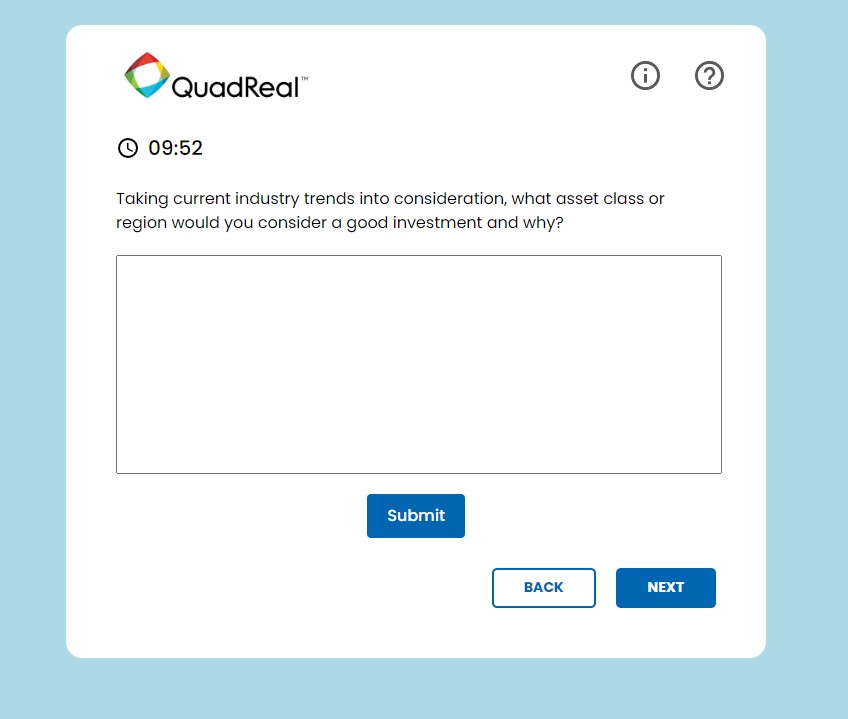 QuadReal™
09:52
Taking current industry trends into consideration, what asset class or
region would you consider a good investment and why?
Submit
BACK
NEXT